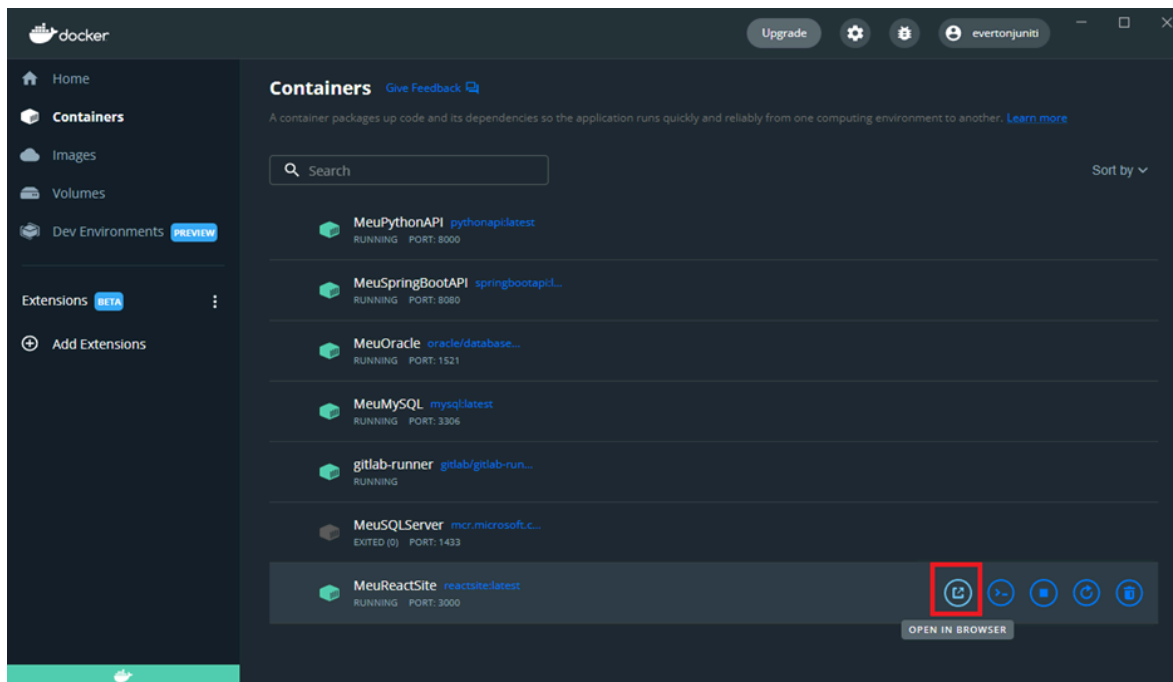 docker
Upgrade
evertonjuniti
Home
Containers
Images
Volumes
Dev Environments PREVIEW
Extensions BETA
Add Extensions
Containers Give Feedback
A container packages up code and its dependencies so the application runs quickly and reliably from one computing environment to another. Learn more
Search
Sort by
MeuPythonAPI pythonapi:latest
RUNNING PORT: 8000
MeuSpringBootAPI springbootapi:l...
RUNNING PORT: 8080
MeuOracle oracle/database...
RUNNING PORT: 1521
MeuMySQL mysql:latest
RUNNING PORT: 3306
gitlab-runner gitlab/gitlab-run...
RUNNING
MeuSQLServer mcr.microsoft.c...
EXITED (0) PORT: 1433
MeuReactSite reactsite:latest
RUNNING PORT: 3000
OPEN IN BROWSER